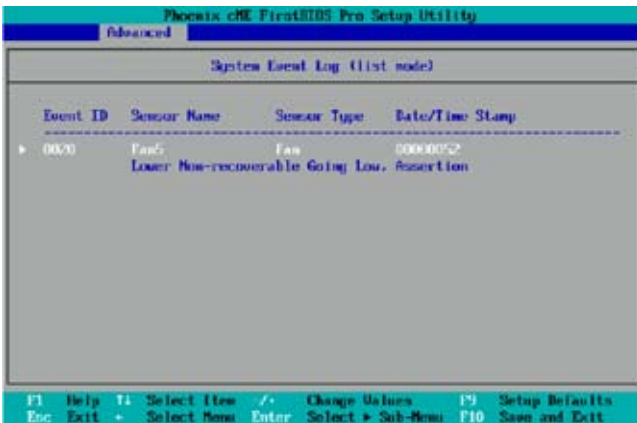 Phoenix cME FirstBIOS Pro Setup Utility
Advanced
System Event Log (list mode)
Event ID Sensor Name Sensor Type Date/Time Stamp
0020 Fan5 Fan 00000052
Lower Non-recoverable Going Low, Assertion
F1 Help ↑↓ Select Item -/+ Change Values F9 Setup Defaults
Esc Exit ← Select Menu Enter Select ▶ Sub-Menu F10 Save and Exit